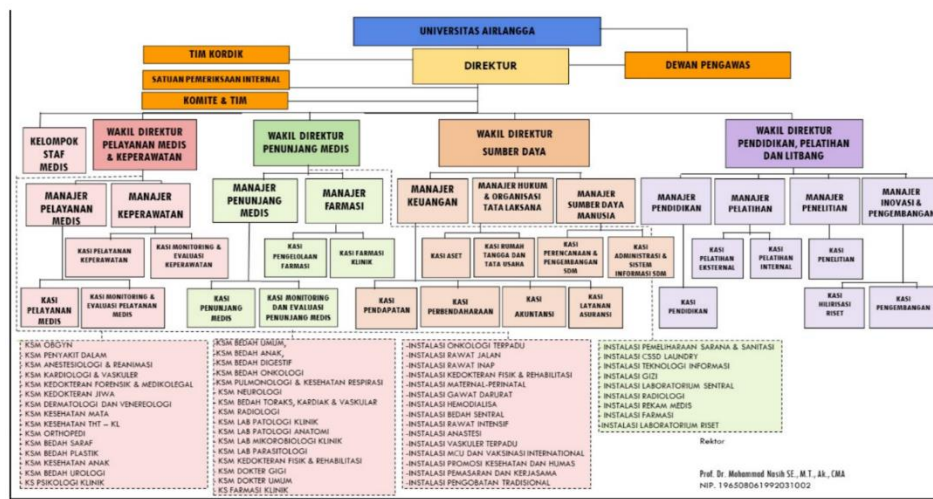 UNIVERSITAS AIRLANGGA
TIM KORDIK
DIREKTUR
DEWAN PENGAWAS
SATUAN PEMERIKSAAN INTERNAL
KOMITE & TIM
KELOMPOK
STAF
MEDIS
WAKIL DIREKTUR
PELAYANAN MEDIS
& KEPERAWATAN
WAKIL DIREKTUR
PENUNJANG MEDIS
WAKIL DIREKTUR
SUMBER DAYA
WAKIL DIREKTUR
PENDIDIKAN, PELATIHAN
DAN LITBANG
MANAJER
PELAYANAN
MEDIS
MANAJER
KEPERAWATAN
MANAJER
PENUNJANG
MEDIS
MANAJER
FARMASI
MANAJER
KEUANGAN
MANAJER HUKUM
& ORGANISASI
TATA LAKSANA
MANAJER
SUMBER DAYA
MANUSIA
MANAJER
PENDIDIKAN
MANAJER
PELATIHAN
MANAJER
PENELITIAN
MANAJER
INOVASI &
PENGEMBANGAN
KASI PELAYANAN
KEPERAWATAN
KASI MONITORING &
EVALUASI
KEPERAWATAN
KASI
PENGELOLAAN
FARMASI
KASI FARMASI
KLINIK
KASI ASET
KASI RUMAH
TANGGA DAN
TATA USAHA
KASI
PERENCANAAN &
PENGEMBANGAN
SDM
KASI
ADMINISTRASI &
SISTEM
INFORMASI SDM
KASI
PELATIHAN
EKSTERNAL
KASI
PELATIHAN
INTERNAL
KASI
PENELITIAN
KASI
PELAYANAN
MEDIS
KASI MONITORING &
EVALUASI PELAYANAN
MEDIS
KASI
PENUNJANG
MEDIS
KASI MONITORING
DAN EVALUASI
PENUNJANG MEDIS
KASI
PENDAPATAN
KASI
PERBENDAHARAAN
KASI
AKUNTANSI
KASI
LAYANAN
ASURANSI
KASI
PENDIDIKAN
KASI
HILIRISASI
RISET
KASI
PENGEMBANGAN
KSM OBGYN
KSM PENYAKIT DALAM
KSM ANESTESIOLOGI & REANIMASI
KSM KARDIOLOGI & VASKULER
KSM KEDOKTERAN FORENSIK & MEDIKOLEGAL
KSM KEDOKTERAN JIWA
KSM DERMATOLOGI DAN VENEREOLOGI
KSM KESEHATAN MATA
KSM KESEHATAN THT – KL
KSM ORTHOPEDI
KSM BEDAH SARAF
KSM BEDAH PLASTIK
KSM KESEHATAN ANAK
KSM BEDAH UROLOGI
KS PSIKOLOGI KLINIK
KSM BEDAH UMUM,
KSM BEDAH ANAK,
KSM BEDAH DIGESTIF
KSM BEDAH ONKOLOGI
KSM PULMONOLOGI & KESEHATAN RESPIRASI
KSM NEUROLOGI
KSM BEDAH TORAKS, KARDIAK & VASKULAR
KSM RADIOLOGI
KSM LAB PATOLOGI KLINIK
KSM LAB PATOLOGI ANATOMI
KSM LAB MIKOROBIOLOGI KLINIK
KSM LAB PARASITOLOGI
KSM KEDOKTERAN FISIK & REHABILITASI
KSM DOKTER GIGI
KSM DOKTER UMUM
KS FARMASI KLINIK
-INSTALASI ONKOLOGI TERPADU
-INSTALASI RAWAT JALAN
-INSTALASI RAWAT INAP
-INSTALASI KEDOKTERAN FISIK & REHABILITASI
-INSTALASI MATERNAL-PERINATAL
-INSTALASI GAWAT DARURAT
-INSTALASI HEMODIALISA
-INSTALASI BEDAH SENTRAL
-INSTALASI RAWAT INTENSIF
-INSTALASI ANASTESI
-INSTALASI VASKULER TERPADU
-INSTALASI MCU DAN VAKSINASI INTERNATIONAL
-INSTALASI PROMOSI KESEHATAN DAN HUMAS
-INSTALASI PEMASARAN DAN KERJASAMA
-INSTALASI PENGOBATAN TRADISIONAL
- INSTALASI PEMELIHARAAN SARANA & SANITASI
- INSTALASI CSSD LAUNDRY
- INSTALASI TEKNOLOGI INFORMASI
- INSTALASI GIZI
- INSTALASI LABORATORIUM SENTRAL
- INSTALASI RADIOLOGI
- INSTALASI REKAM MEDIS
- INSTALASI FARMASI
-INSTALASI LABORATORIUM RISET
Rektor
Prof. Dr. Mohammad Nasih SE., M.T., Ak., CMA
NIP. 196508061992031002